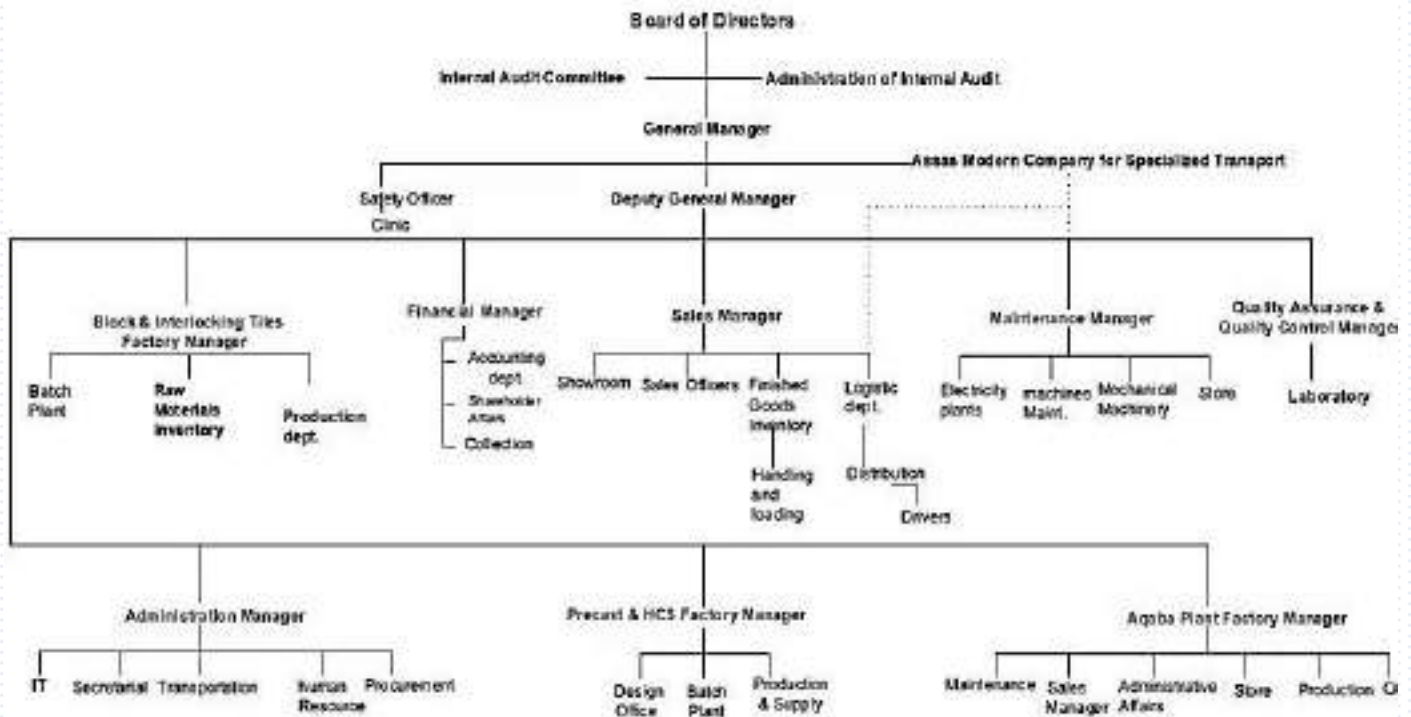 Board of Directors
Internal Audit Committee
Administration of Internal Audit
General Manager
Assas Modern Company for Specialized Transport
Safety Officer
Clinic
Deputy General Manager
Block & Interlocking Tiles
Factory Manager
Financial Manager
Sales Manager
Maintenance Manager
Quality Assurance &
Quality Control Manager
Batch
Plant
Raw
Materials
Inventory
Production
dept.
Accounting
dept.
Shareholder
Affairs
Collection
Showroom
Sales Officers
Finished
Goods
Inventory
Handling
and
loading
Logistic
dept.
Distribution
Drivers
Electricity
plants
machines
Maint.
Mechanical
Machinery
Store
Laboratory
Administration Manager
Precast & HCS Factory Manager
Aqaba Plant Factory Manager
IT
Secretarial
Transportation
Human
Resource
Procurement
Design
Office
Batch
Plant
Production
& Supply
Maintenance
Sales
Manager
Administrative
Affairs
Store
Production